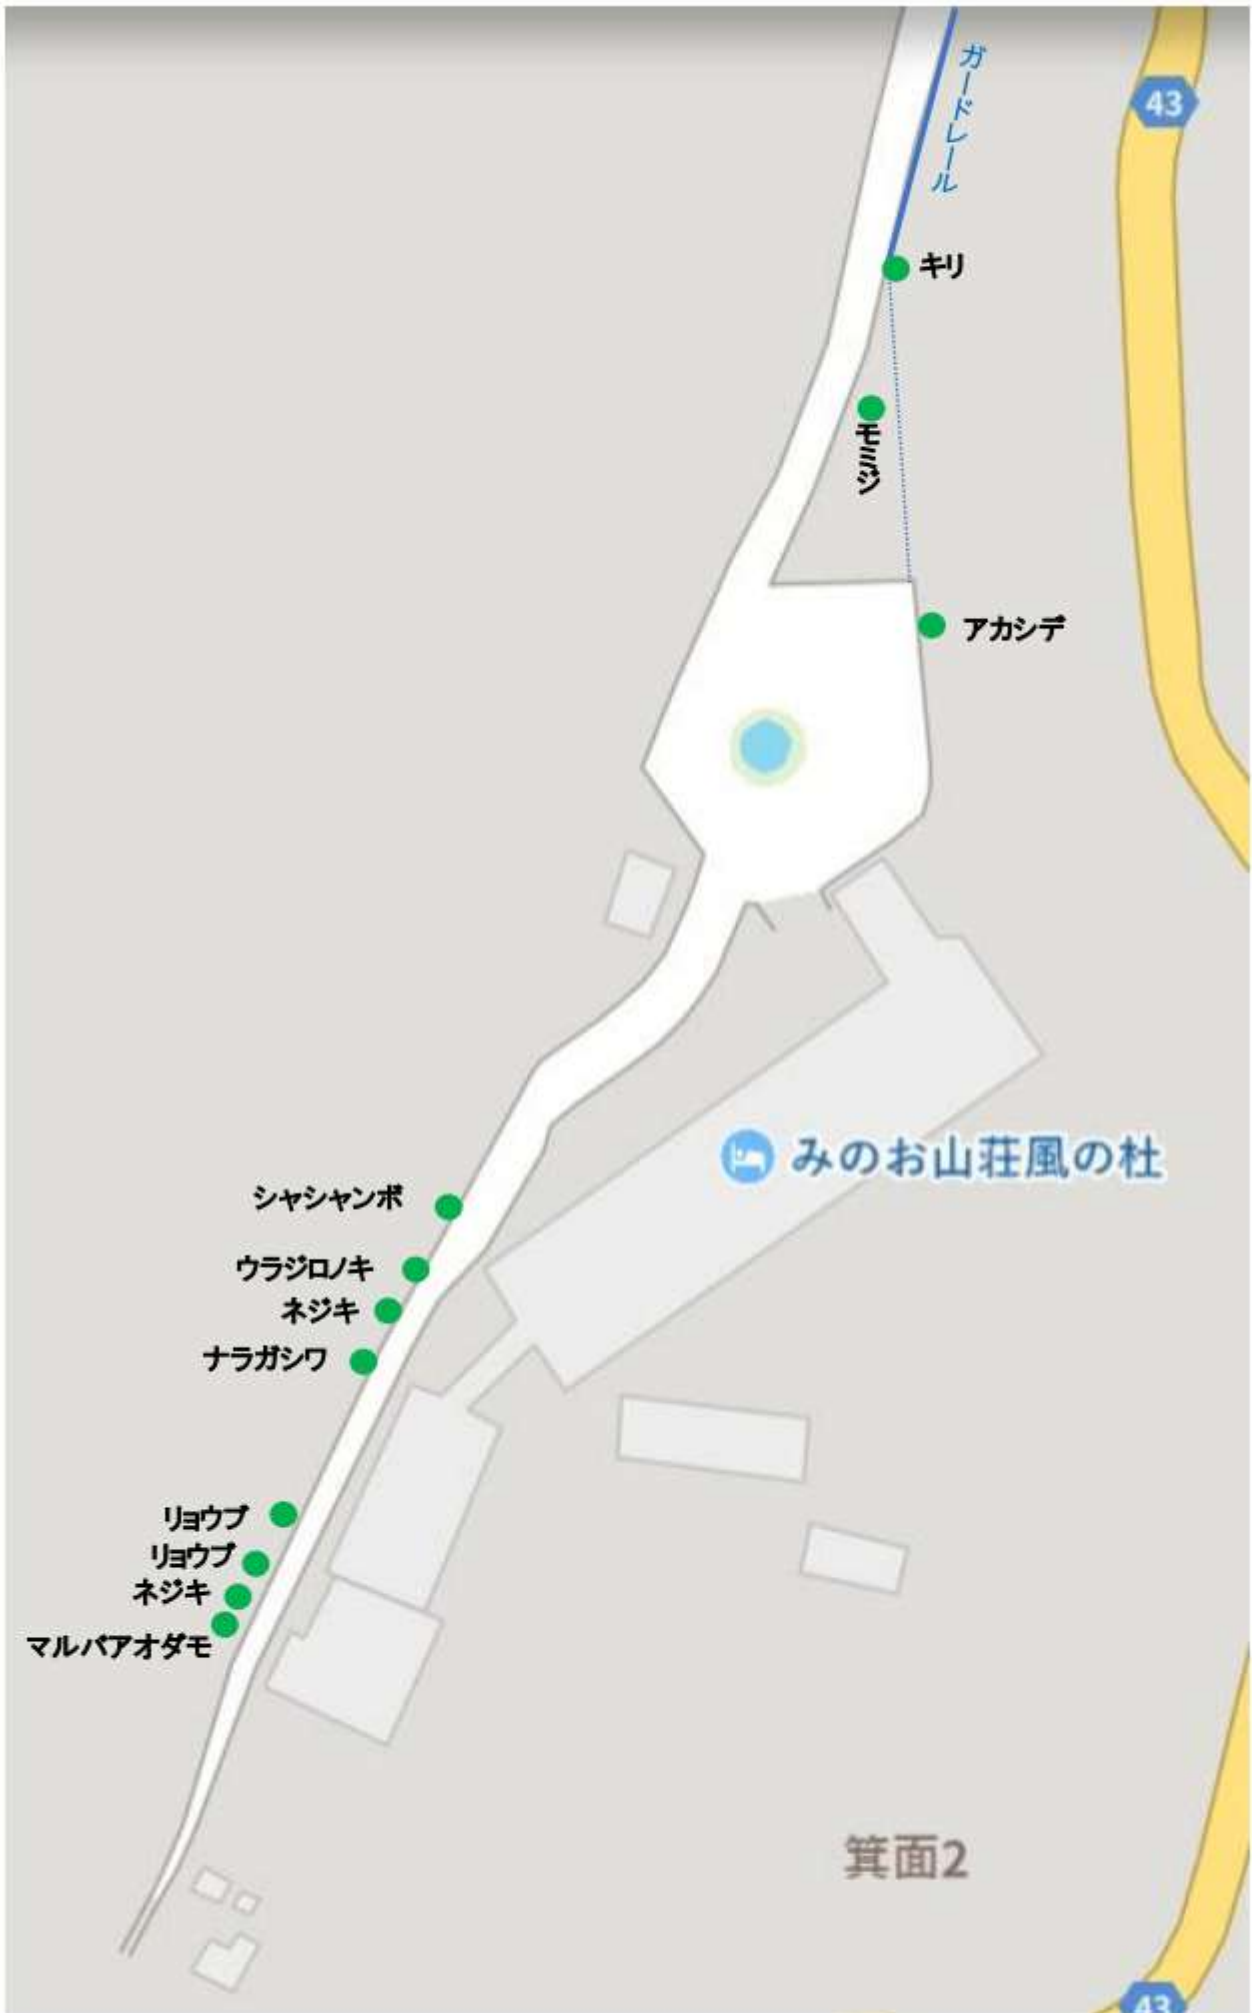 43
ガードレール
キリ
モミジ
アカシデ
みのお山荘風の杜
シャシャンボ
ウラジロノキ
ネジキ
ナラガシワ
リョウブ
リョウブ
ネジキ
マルバアオダモ
箕面2
43